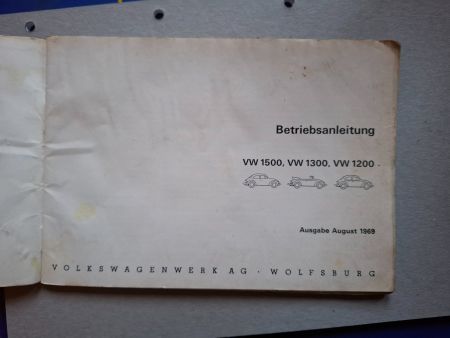 Betriebsanleitung
VW 1500, VW 1300, VW 1200
Ausgabe August 1969
VOLKSWAGENWERK AG · WOLFSBURG